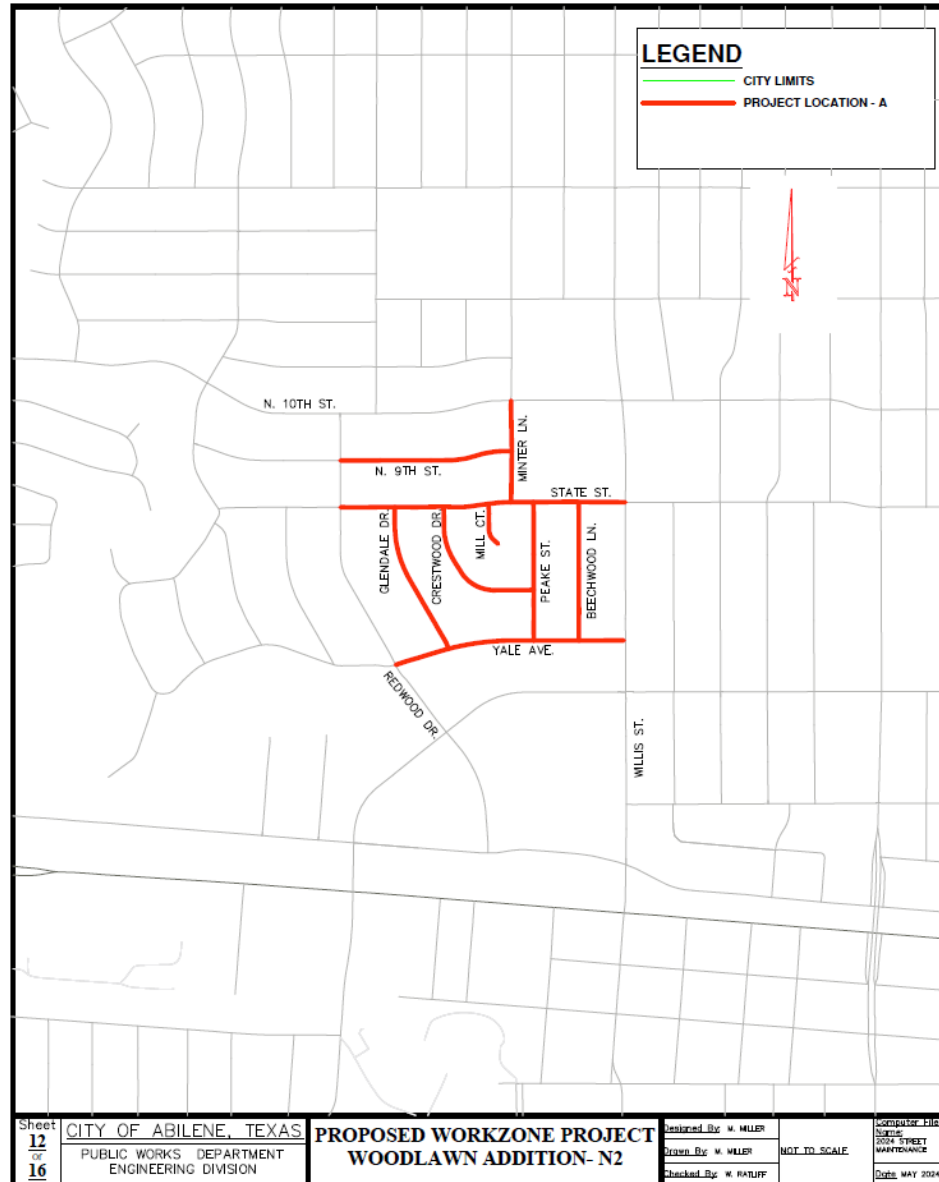 LEGEND
CITY LIMITS
PROJECT LOCATION - A
N
N. 10TH ST.
MINTER LN.
N. 9TH ST.
STATE ST.
GLENDALE DR.
CRESTWOOD DR.
MILL CT.
PEAKE ST.
BEECHWOOD LN.
YALE AVE.
REDWOOD DR.
WILLIS ST.
Sheet
12
or
16
CITY OF ABILENE, TEXAS
PUBLIC WORKS DEPARTMENT
ENGINEERING DIVISION
PROPOSED WORKZONE PROJECT
WOODLAWN ADDITION- N2
Designed By: M. MILLER
Drawn By: M. MILLER
Checked By: W. RATLIFF
NOT TO SCALE
Computer File
Name:
2024 STREET
MAINTENANCE
Date: MAY 2024